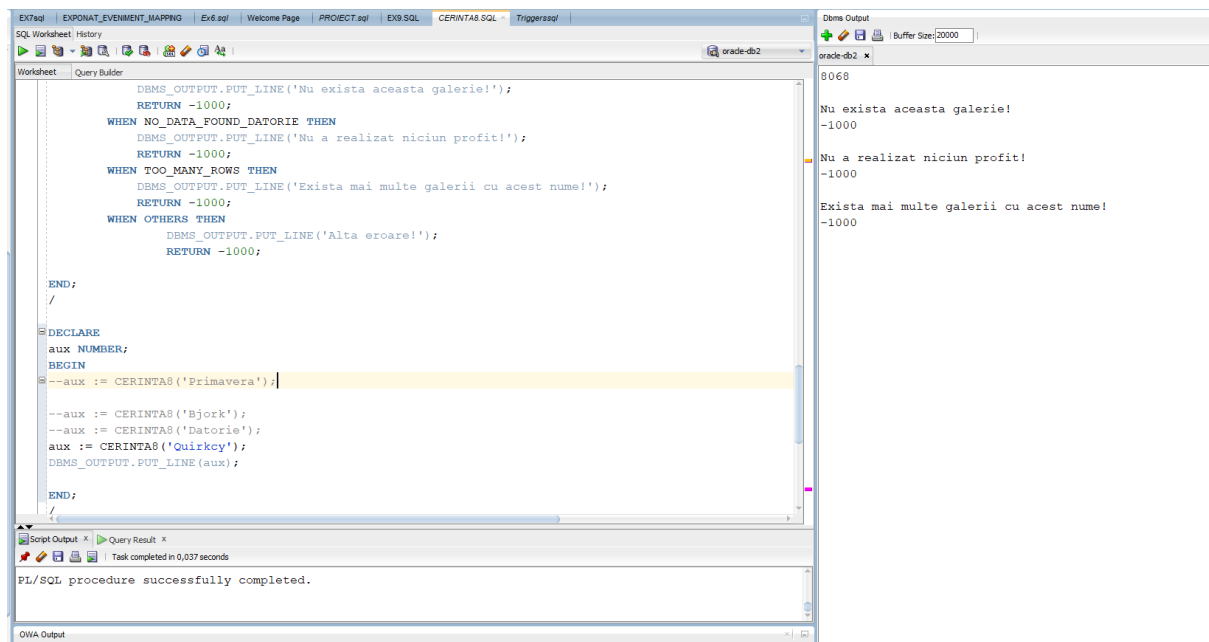 EX7sql EXPONAT_EVENIMENT_MAPPING Ex6.sql Welcome Page PROIECT.sql EX9.SQL CERINTA8.SQL Triggerssql
SQL Worksheet History
oracle-db2
Worksheet Query Builder
DBMS_OUTPUT.PUT_LINE('Nu exista aceasta galerie!');
RETURN -1000;
WHEN NO_DATA_FOUND_DATORIE THEN
DBMS_OUTPUT.PUT_LINE('Nu a realizat niciun profit!');
RETURN -1000;
WHEN TOO_MANY_ROWS THEN
DBMS_OUTPUT.PUT_LINE('Exista mai multe galerii cu acest nume!');
RETURN -1000;
WHEN OTHERS THEN
DBMS_OUTPUT.PUT_LINE('Alta eroare!');
RETURN -1000;
END;
/
DECLARE
aux NUMBER;
BEGIN
--aux := CERINTA8('Primavera');
--aux := CERINTA8('Bjork');
--aux := CERINTA8('Datorie');
aux := CERINTA8('Quirkcy');
DBMS_OUTPUT.PUT_LINE(aux);
END;
/
Script Output x Query Result x
Task completed in 0,037 seconds
PL/SQL procedure successfully completed.
OWA Output
Dbms Output
Buffer Size: 20000
oracle-db2 x
8068
Nu exista aceasta galerie!
-1000
Nu a realizat niciun profit!
-1000
Exista mai multe galerii cu acest nume!
-1000